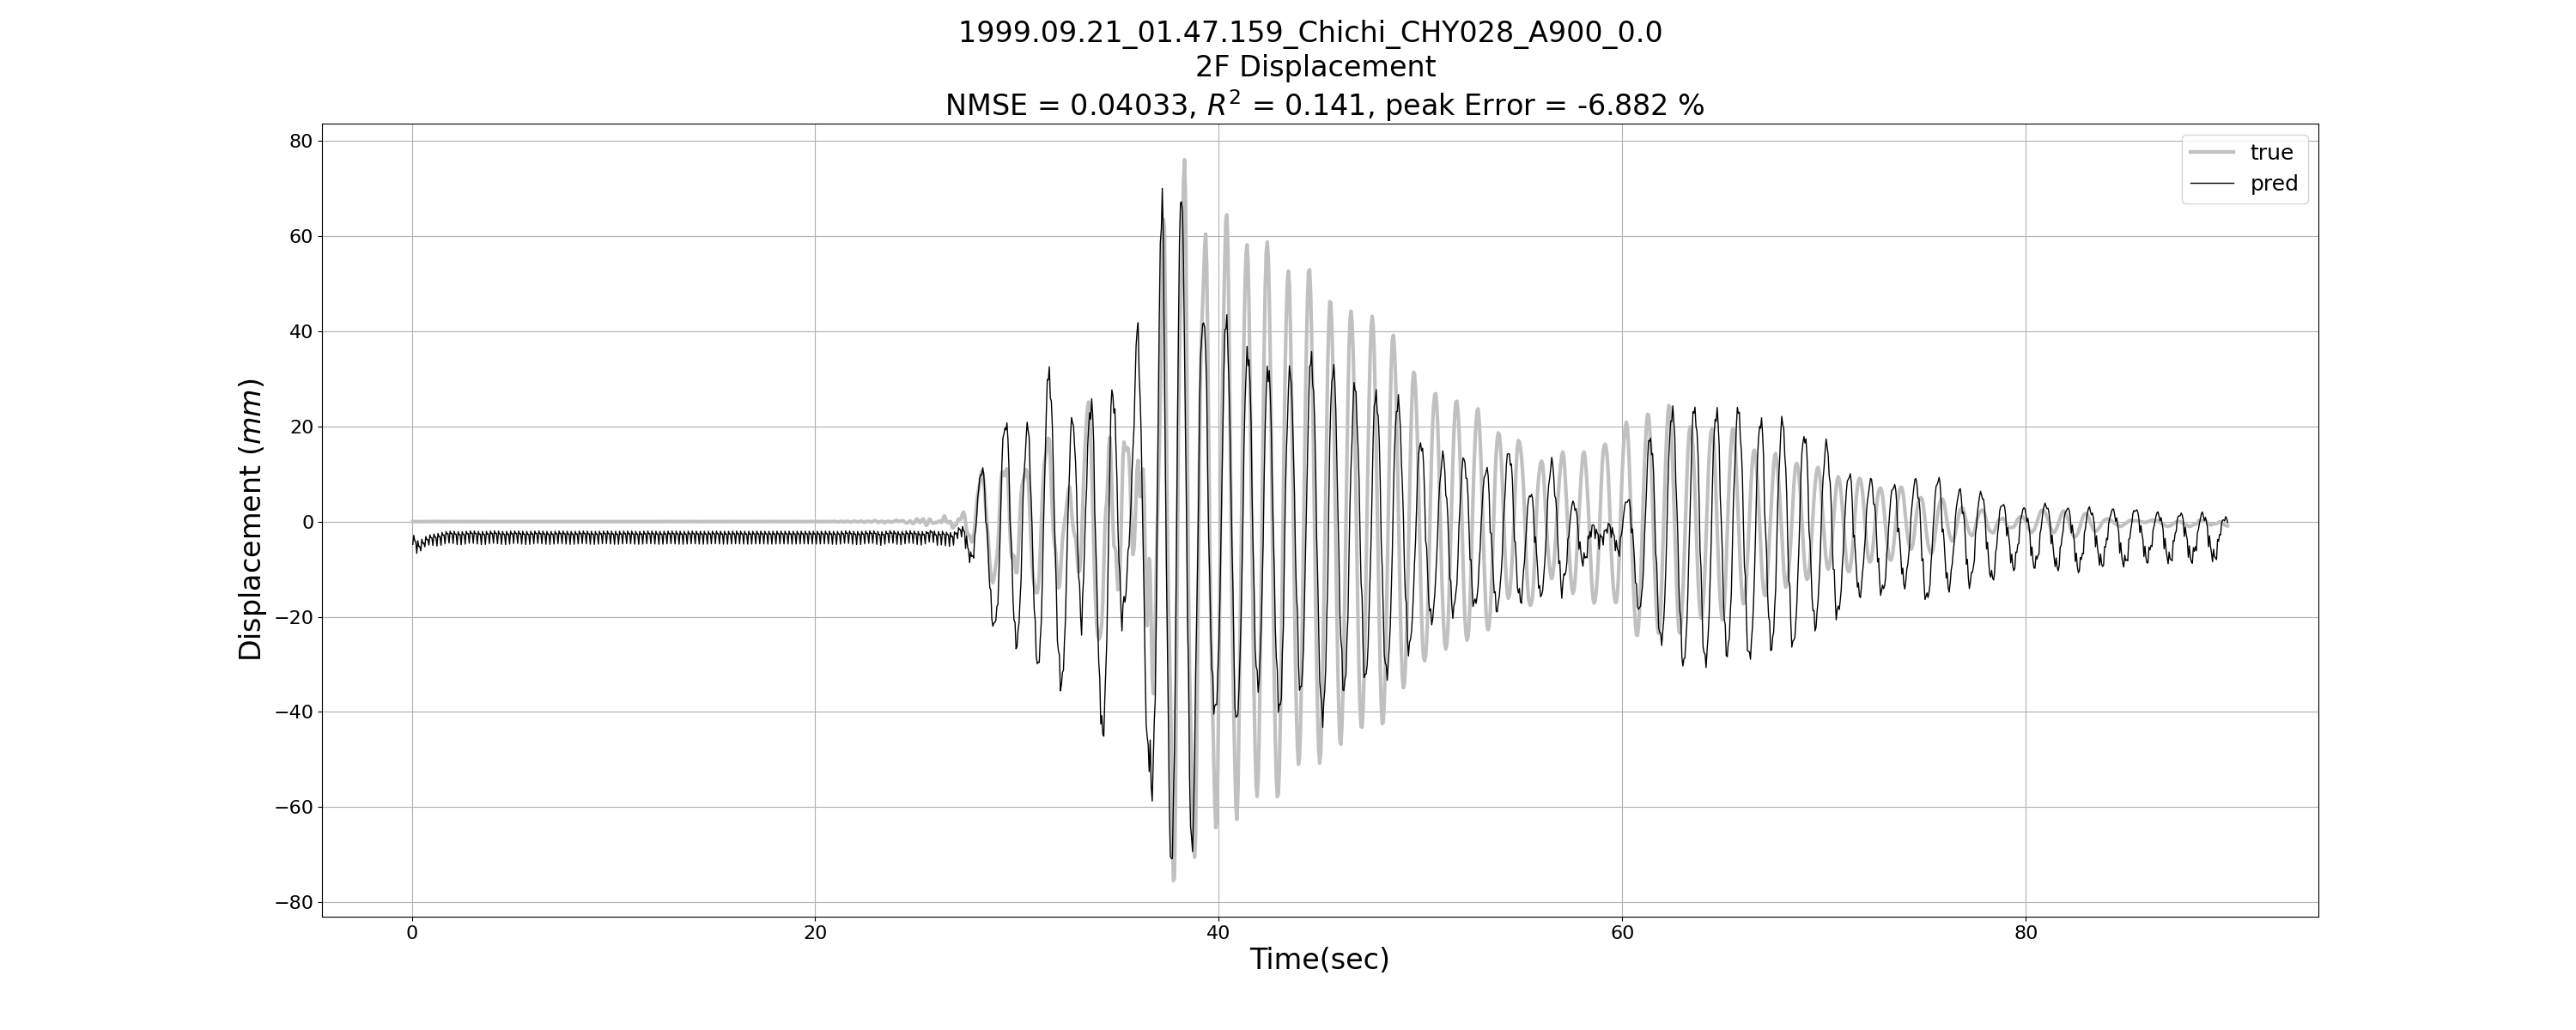 1999.09.21_01.47.159_Chichi_CHY028_A900_0.0
2F Displacement
NMSE = 0.04033, R² = 0.141, peak Error = -6.882 %
true
pred
80
60
40
20
0
−20
−40
−60
−80
Displacement (mm)
0 20 40 60 80
Time(sec)